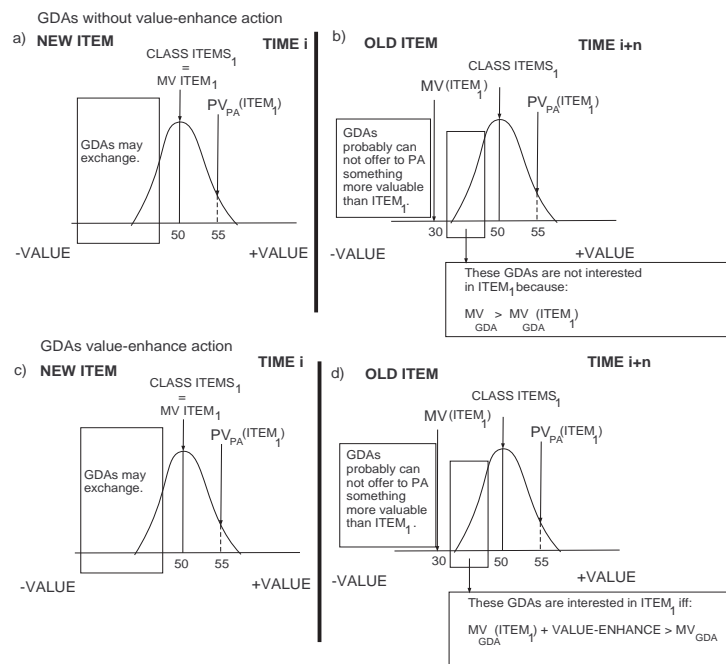 GDAs without value-enhance action
a) NEW ITEM
TIME i
CLASS ITEMS1
=
MV ITEM1
PVPA(ITEM1)
GDAs may
exchange.
50
55
-VALUE
+VALUE
b) OLD ITEM
TIME i+n
CLASS ITEMS1
MV(ITEM1)
PVPA(ITEM1)
GDAs
probably can
not offer to PA
something
more valuable
than ITEM1.
30
50
55
-VALUE
+VALUE
These GDAs are not interested
in ITEM1 because:
MVGDA > MVGDA(ITEM1)
GDAs value-enhance action
c) NEW ITEM
TIME i
CLASS ITEMS1
=
MV ITEM1
PVPA(ITEM1)
GDAs may
exchange.
50
55
-VALUE
+VALUE
d) OLD ITEM
TIME i+n
CLASS ITEMS1
MV(ITEM1)
PVPA(ITEM1)
GDAs
probably can
not offer to PA
something
more valuable
than ITEM1.
30
50
55
-VALUE
+VALUE
These GDAs are interested in ITEM1 iff:
MVGDA(ITEM1) + VALUE-ENHANCE > MVGDA